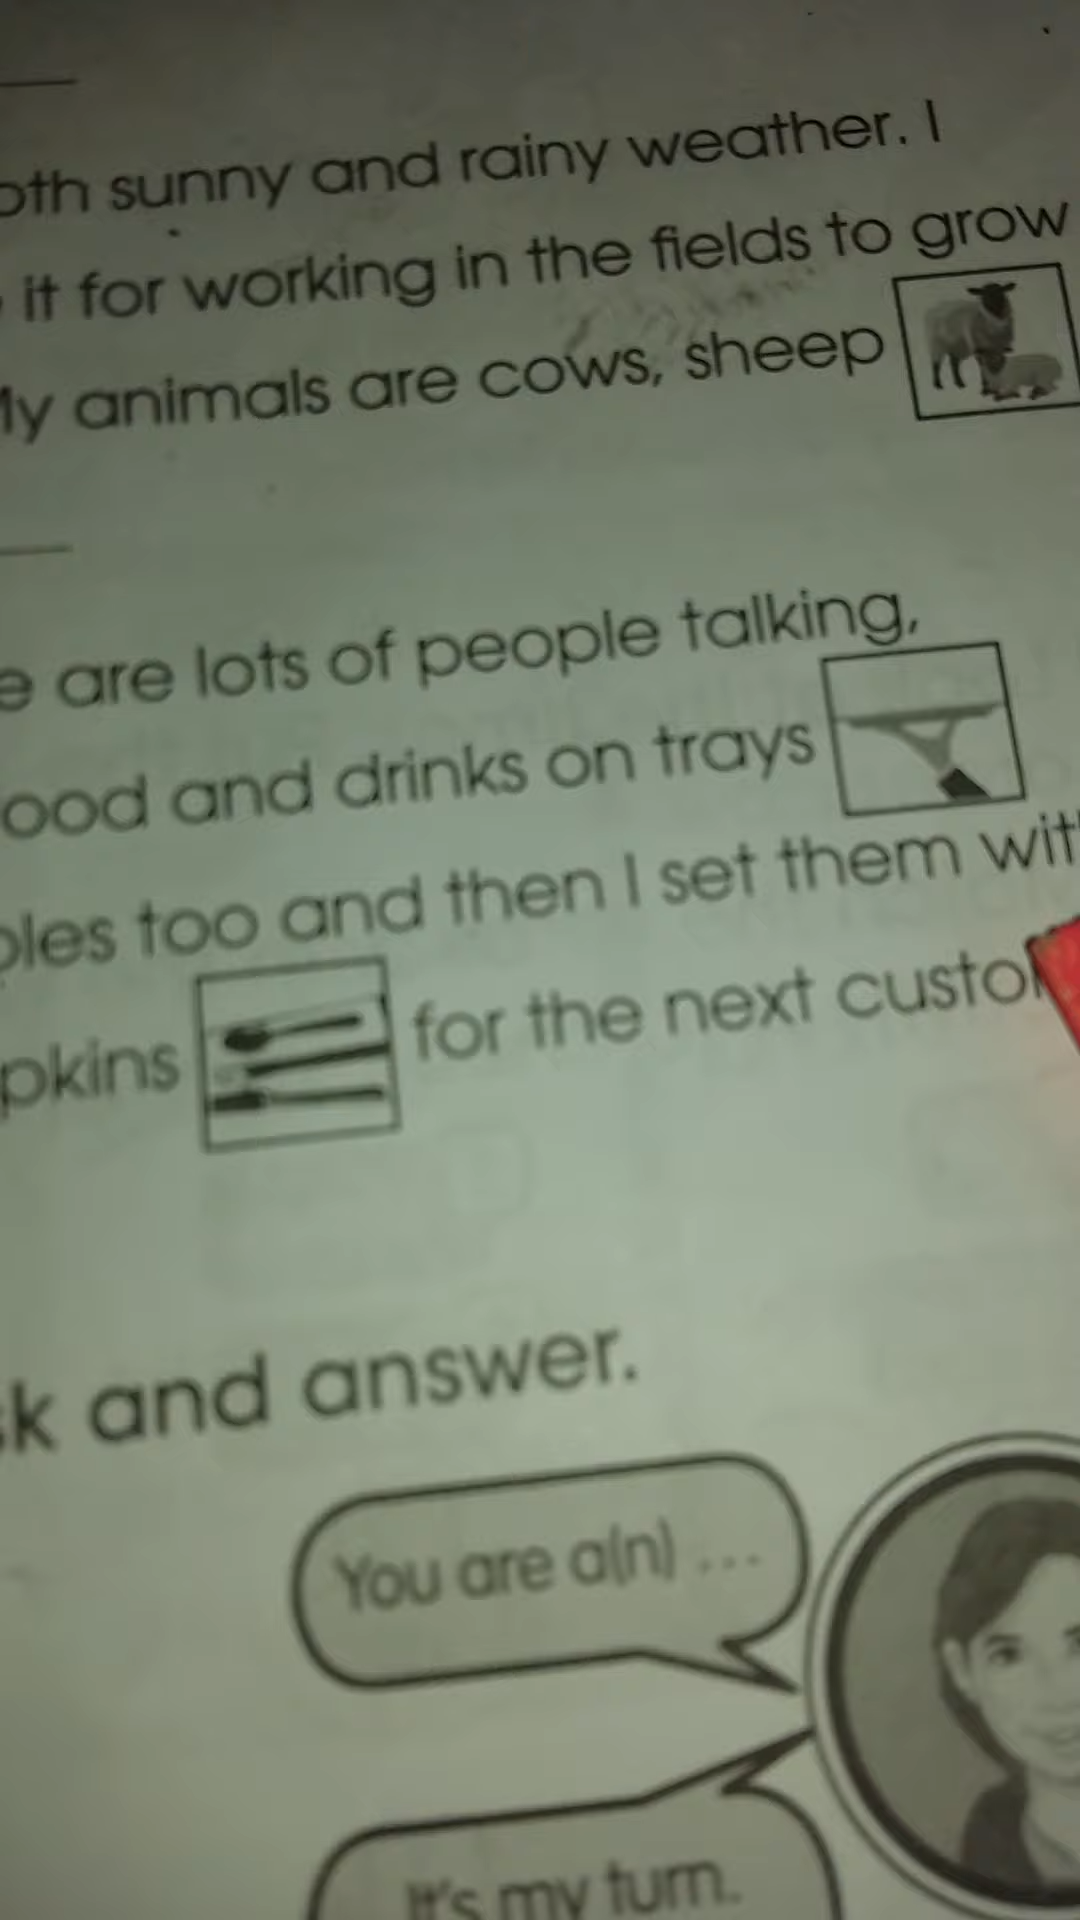 oth sunny and rainy weather. I
it for working in the fields to grow
My animals are cows, sheep
e are lots of people talking,
ood and drinks on trays
bles too and then I set them wit
pkins for the next custo
k and answer.
You are a(n) ...
It's my turn.